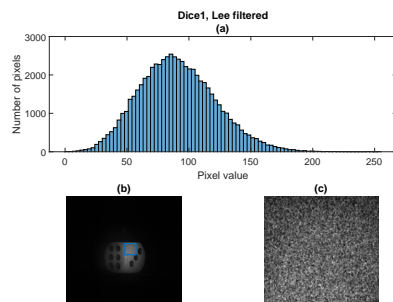 Dice1, Lee filtered
(a)
Number of pixels
3000
2000
1000
0
0
50
100
150
200
250
Pixel value
(b)
(c)